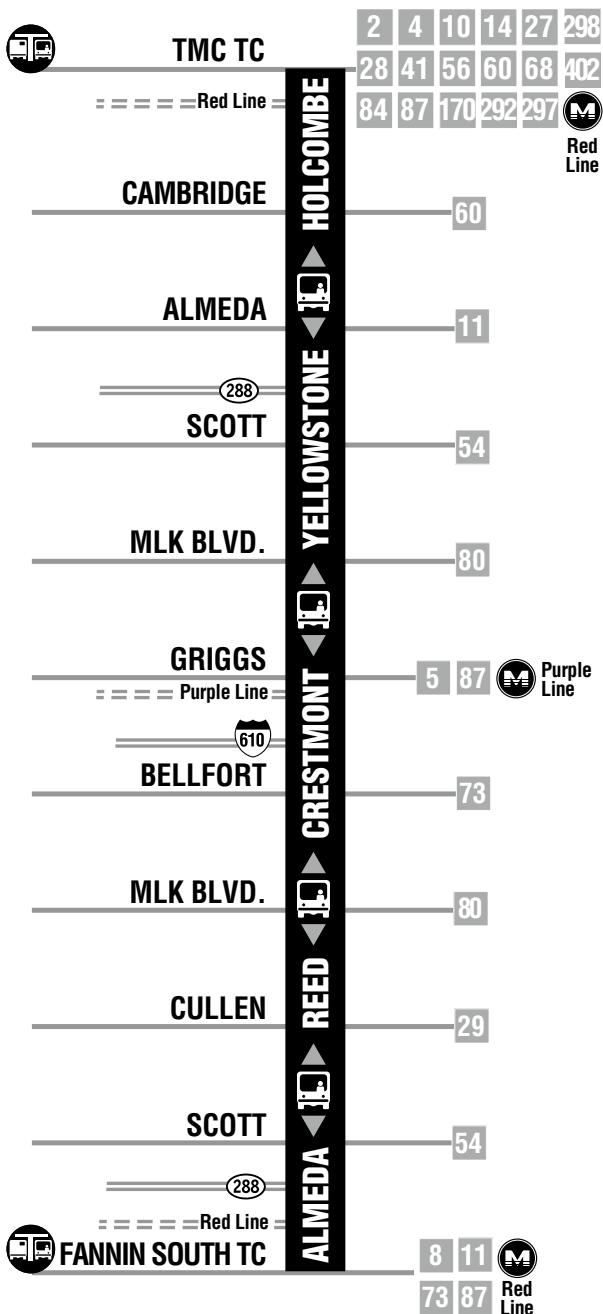 2 4 10 14 27 298
TMC TC
28 41 56 60 68 402
Red Line
84 87 170 292 297 M
Red
Line
HOLCOMBE
CAMBRIDGE
60
ALMEDA
11
288
YELLOWSTONE
SCOTT
54
MLK BLVD.
80
GRIGGS
5 87 M Purple
Line
Purple Line
610
CRESTMONT
BELLFORT
73
MLK BLVD.
80
REED
CULLEN
29
SCOTT
54
288
ALMEDA
Red Line
FANNIN SOUTH TC
8 11 M
73 87 Red
Line